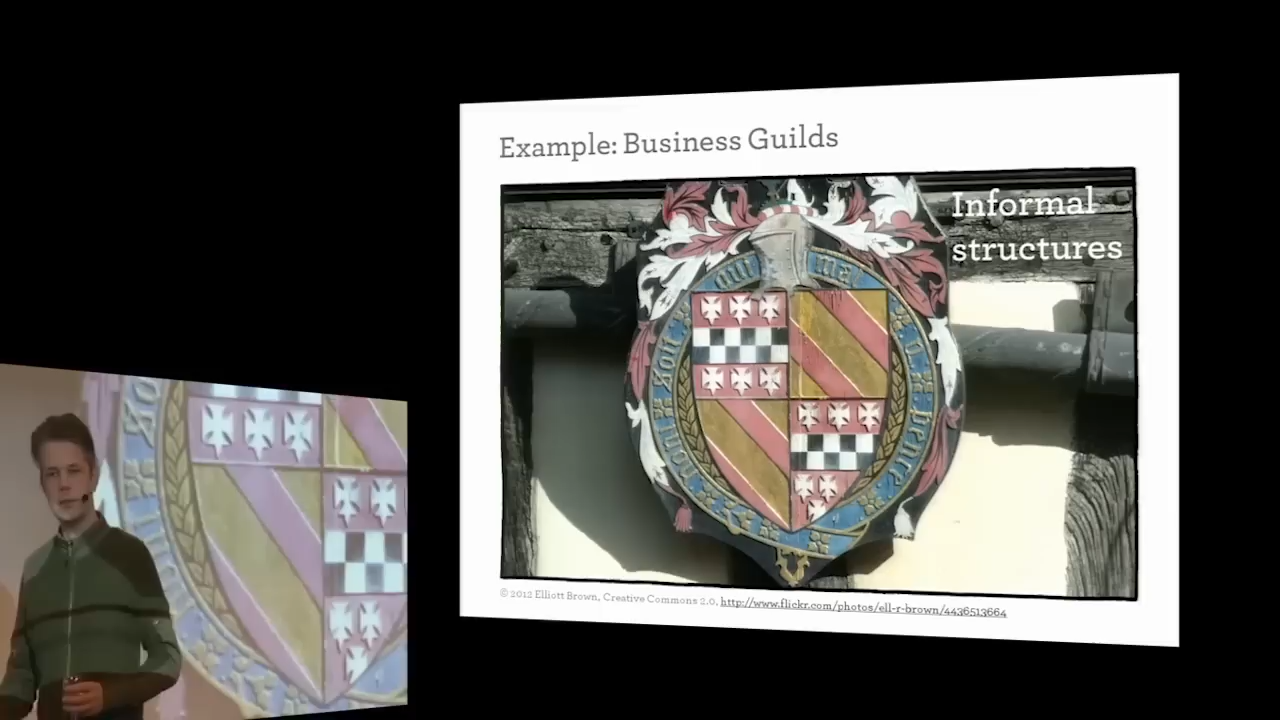 Example: Business Guilds
Informal
structures
© 2012 Elliott Brown, Creative Commons 2.0, http://www.flickr.com/photos/ell-r-brown/4436513664